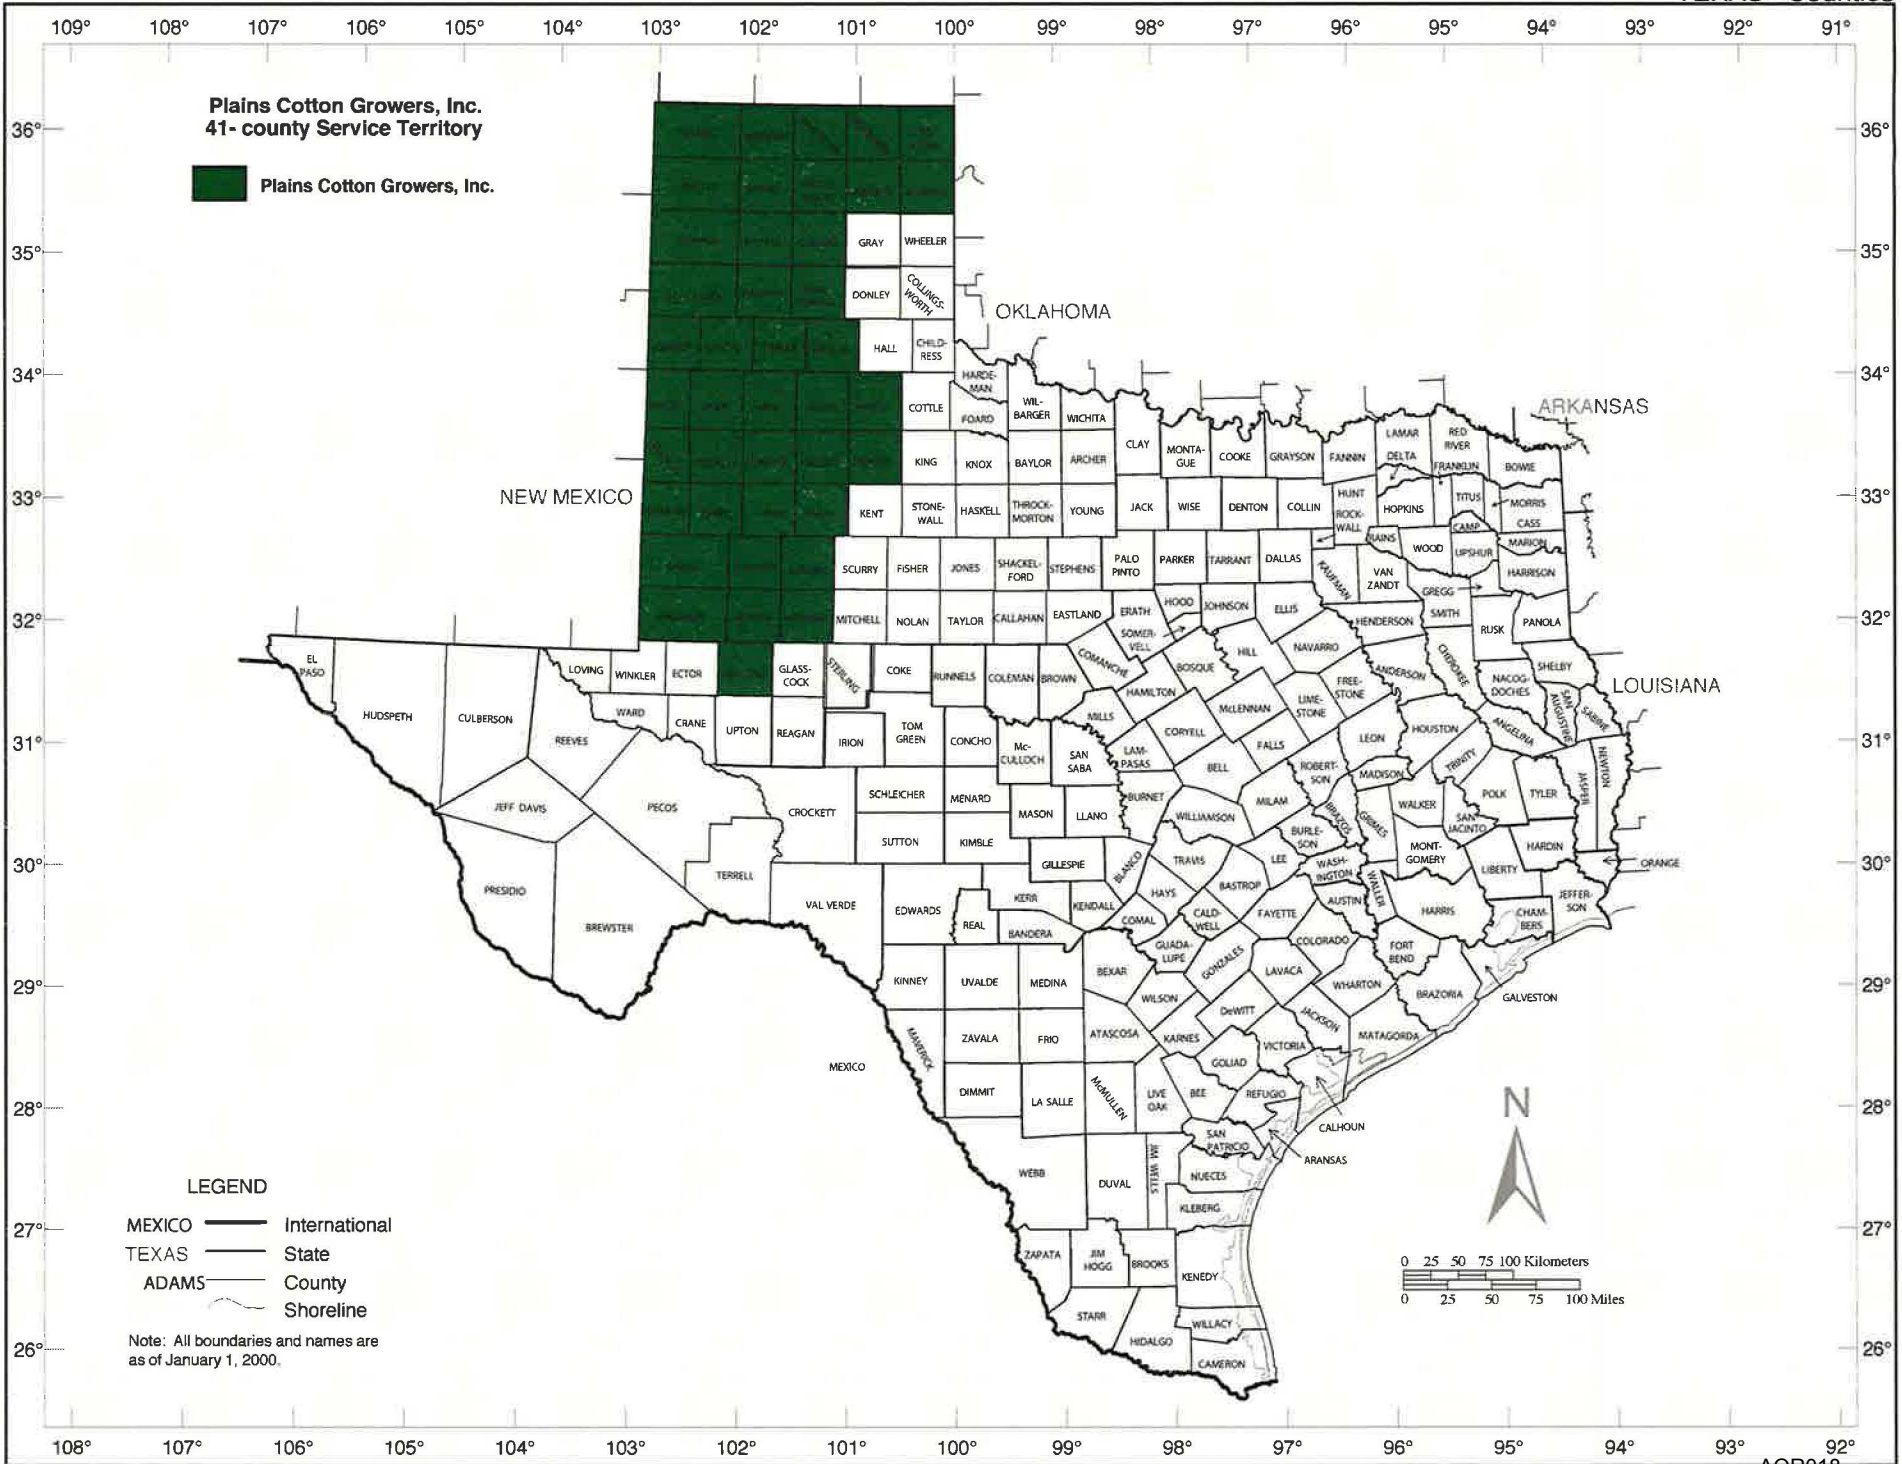 109° 108° 107° 106° 105° 104° 103° 102° 101° 100° 99° 98° 97° 96° 95° 94° 93° 92° 91°
Plains Cotton Growers, Inc.
41- county Service Territory
Plains Cotton Growers, Inc.
36° 36°
35° 35°
34° 34°
33° 33°
32° 32°
31° 31°
30° 30°
29° 29°
28° 28°
27° 27°
26° 26°
OKLAHOMA
ARKANSAS
NEW MEXICO
LOUISIANA
MEXICO
GRAY WHEELER
DONLEY COLLINGS-
WORTH
HALL CHILD-
RESS
HARDE-
MAN
COTTLE FOARD WIL-
BARGER WICHITA
CLAY MONTA-
GUE COOKE GRAYSON FANNIN LAMAR
DELTA RED
RIVER FRANKLIN BOWIE
KING KNOX BAYLOR ARCHER
KENT STONE-
WALL HASKELL THROCK-
MORTON YOUNG JACK WISE DENTON COLLIN HUNT
ROCK-
WALL HOPKINS TITUS MORRIS
CAMP CASS
RAINS WOOD UPSHUR MARION
SCURRY FISHER JONES SHACKEL-
FORD STEPHENS PALO
PINTO PARKER TARRANT DALLAS KAUFMAN VAN
ZANDT HARRISON
GREGG
MITCHELL NOLAN TAYLOR CALLAHAN EASTLAND ERATH HOOD JOHNSON ELLIS HENDERSON SMITH RUSK PANOLA
SOMER-
VELL
EL
PASO HUDSPETH CULBERSON LOVING WINKLER ECTOR GLASS-
COCK STERLING COKE RUNNELS COLEMAN BROWN COMANCHE BOSQUE HILL NAVARRO
HAMILTON ANDERSON CHEROKEE NACOG-
DOCHES SHELBY
FREE-
STONE SAN
AUGUSTINE SABINE
WARD CRANE UPTON REAGAN IRION TOM
GREEN CONCHO Mc-
CULLOCH SAN
SABA MILLS McLENNAN LIME-
STONE
REEVES LAM-
PASAS CORYELL FALLS LEON HOUSTON ANGELINA
BELL ROBERT-
SON MADISON TRINITY NEWTON
JASPER
JEFF DAVIS PECOS CROCKETT SCHLEICHER MENARD MASON LLANO BURNET WILLIAMSON MILAM BRAZOS GRIMES WALKER POLK TYLER
SAN
JACINTO
SUTTON KIMBLE BURLE-
SON MONT-
GOMERY HARDIN
GILLESPIE BLANCO TRAVIS LEE WASH-
INGTON LIBERTY ORANGE
PRESIDIO BREWSTER TERRELL VAL VERDE EDWARDS REAL KERR KENDALL HAYS BASTROP WALLER
AUSTIN HARRIS JEFFER-
SON
BANDERA COMAL CALD-
WELL FAYETTE CHAM-
BERS
GUADA-
LUPE GONZALES COLORADO FORT
BEND
KINNEY UVALDE MEDINA BEXAR WILSON LAVACA WHARTON BRAZORIA GALVESTON
MAVERICK ZAVALA FRIO ATASCOSA KARNES DeWITT JACKSON MATAGORDA
GOLIAD VICTORIA
DIMMIT LA SALLE McMULLEN LIVE
OAK BEE REFUGIO CALHOUN
SAN
PATRICIO ARANSAS
WEBB DUVAL JIM WELLS NUECES
KLEBERG
ZAPATA JIM
HOGG BROOKS KENEDY
STARR HIDALGO WILLACY
CAMERON
N
0 25 50 75 100 Kilometers
0 25 50 75 100 Miles
LEGEND
MEXICO International
TEXAS State
ADAMS County
Shoreline
Note: All boundaries and names are
as of January 1, 2000.
108° 107° 106° 105° 104° 103° 102° 101° 100° 99° 98° 97° 96° 95° 94° 93° 92°